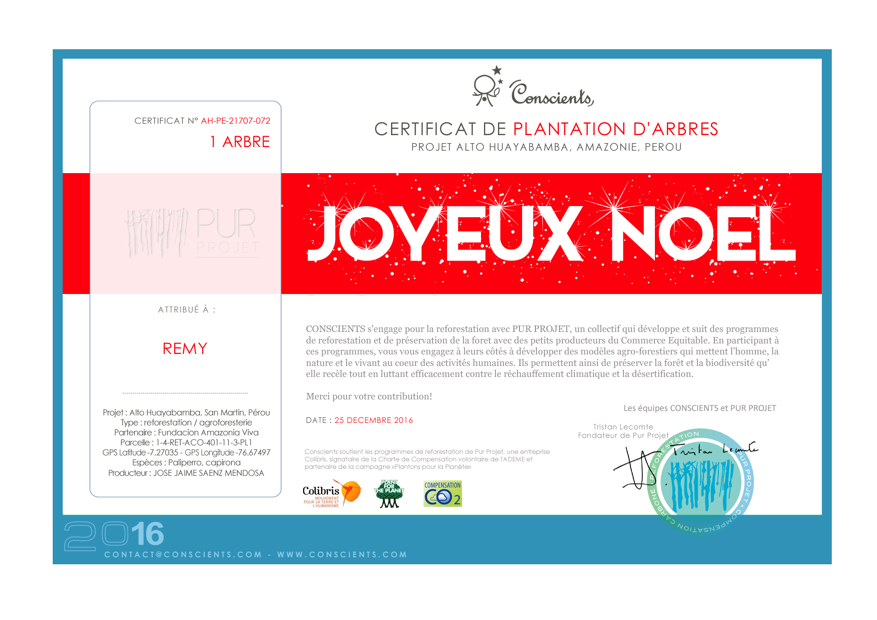 Conscients,
CERTIFICAT N° AH-PE-21707-072
1 ARBRE
CERTIFICAT DE PLANTATION D'ARBRES
PROJET ALTO HUAYABAMBA, AMAZONIE, PEROU
PUR
PROJET
JOYEUX NOEL
ATTRIBUÉ À :
REMY
Projet : Alto Huayabamba, San Martin, Pérou
Type : reforestation / agroforesterie
Partenaire : Fundacion Amazonia Viva
Parcelle : 1-4-RET-ACO-401-11-3-PL1
GPS Latitude -7.27035 - GPS Longitude -76.67497
Espèces : Paliperro, capirona
Producteur : JOSE JAIME SAENZ MENDOSA
CONSCIENTS s'engage pour la reforestation avec PUR PROJET, un collectif qui développe et suit des programmes
de reforestation et de préservation de la foret avec des petits producteurs du Commerce Equitable. En participant à
ces programmes, vous vous engagez à leurs côtés à développer des modèles agro-forestiers qui mettent l'homme, la
nature et le vivant au coeur des activités humaines. Ils permettent ainsi de préserver la forêt et la biodiversité qu'
elle recèle tout en luttant efficacement contre le réchauffement climatique et la désertification.
Merci pour votre contribution!
Les équipes CONSCIENTS et PUR PROJET
DATE : 25 DECEMBRE 2016
Tristan Lecomte
Fondateur de Pur Projet
Tristan Lecomte
PUR PROJET • COMPENSATION CARBONE
Conscients soutient les programmes de reforestation de Pur Projet, une entreprise
Colibris, signataire de la Charte de Compensation volontaire de l'ADEME et
partenaire de la campagne «Plantons pour la Planète»
Colibris
MOUVEMENT
POUR LA TERRE ET
L'HUMANISME
THE PLANET
COMPENSATION
CO2
2016
CONTACT@CONSCIENTS.COM - WWW.CONSCIENTS.COM